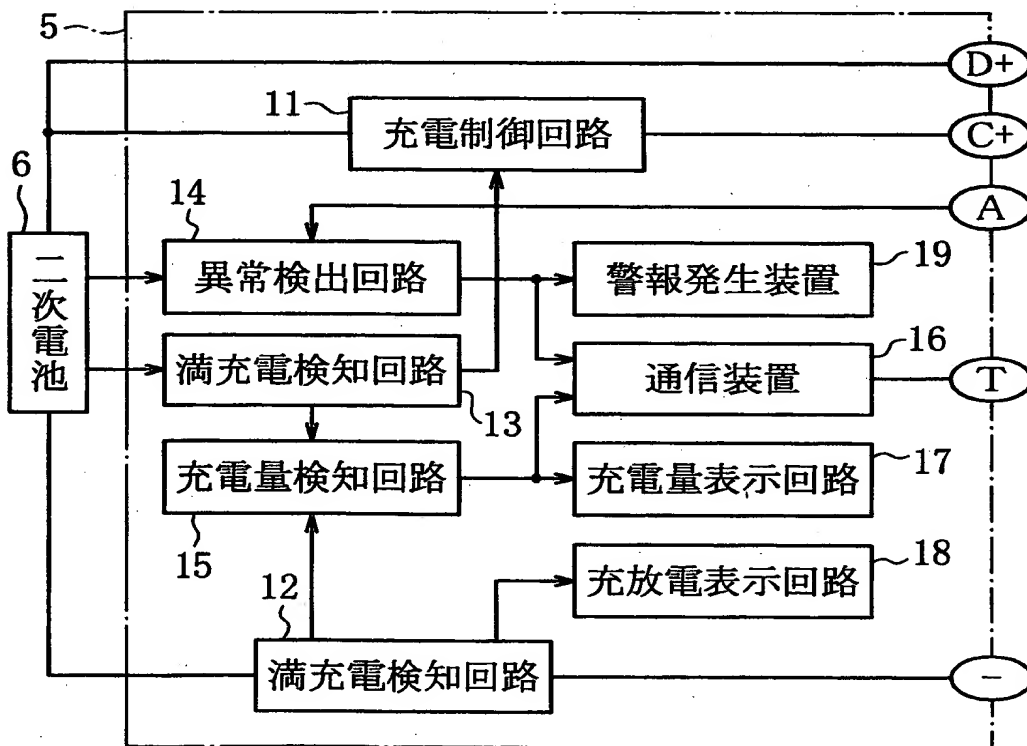 5
D+
11
充電制御回路
C+
6
二次電池
14
異常検出回路
A
警報発生装置
19
満充電検知回路
13
通信装置
16
T
充電量検知回路
15
充電量表示回路
17
12
満充電検知回路
充放電表示回路
18
−